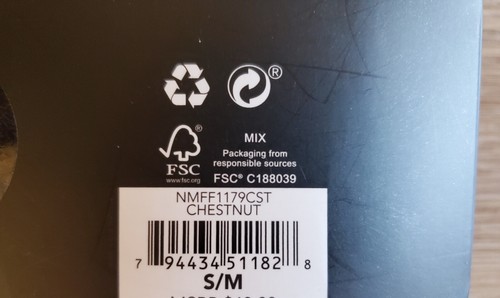 ®
®
MIX
FSC
Packaging from
responsible sources
www.fsc.org
FSC® C188039
NMFF1179CST
CHESTNUT
7 94434 51182 8
S/M